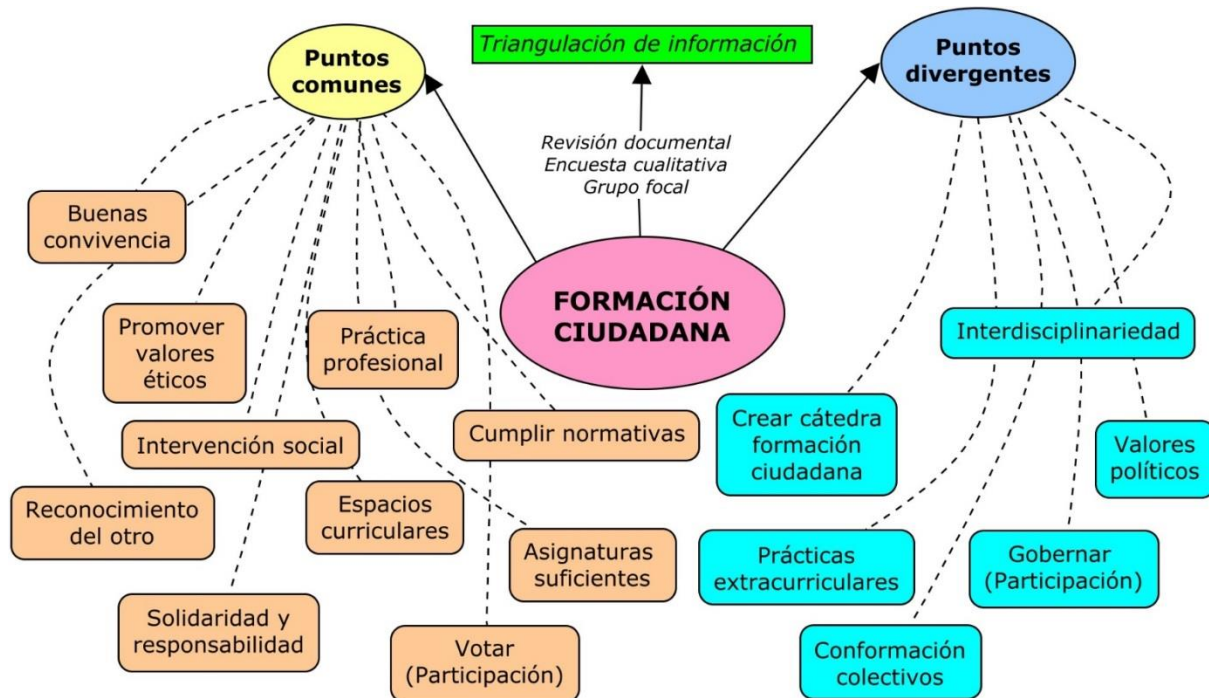 Puntos
comunes
Triangulación de información
Puntos
divergentes
Revisión documental
Encuesta cualitativa
Grupo focal
FORMACIÓN
CIUDADANA
Buenas
convivencia
Promover
valores
éticos
Práctica
profesional
Intervención social
Cumplir normativas
Reconocimiento
del otro
Espacios
curriculares
Asignaturas
suficientes
Solidaridad y
responsabilidad
Votar
(Participación)
Interdisciplinariedad
Crear cátedra
formación
ciudadana
Valores
políticos
Prácticas
extracurriculares
Gobernar
(Participación)
Conformación
colectivos